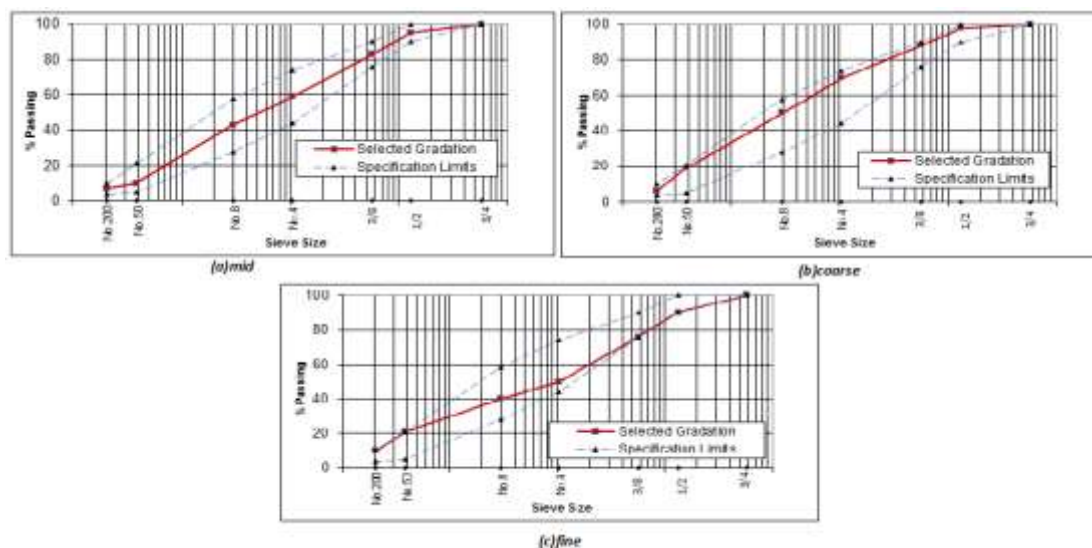 100
80
60
40
20
0
% Passing
Selected Gradation
Specification Limits
No.200
No.50
No.8
No.4
3/8
1/2
3/4
Sieve Size
(a)mid
100
80
60
40
20
0
% Passing
Selected Gradation
Specification Limits
No.200
No.50
No.8
No.4
3/8
1/2
3/4
Sieve Size
(b)coarse
100
80
60
40
20
0
% Passing
Selected Gradation
Specification Limits
No.200
No.50
No.8
No.4
3/8
1/2
3/4
Sieve Size
(c)fine